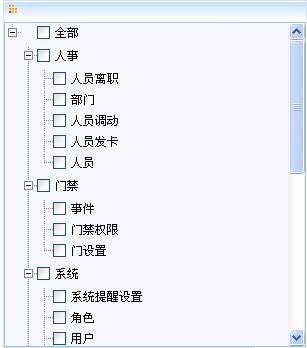 全部
人事
人员离职
部门
人员调动
人员发卡
人员
门禁
事件
门禁权限
门设置
系统
系统提醒设置
角色
用户